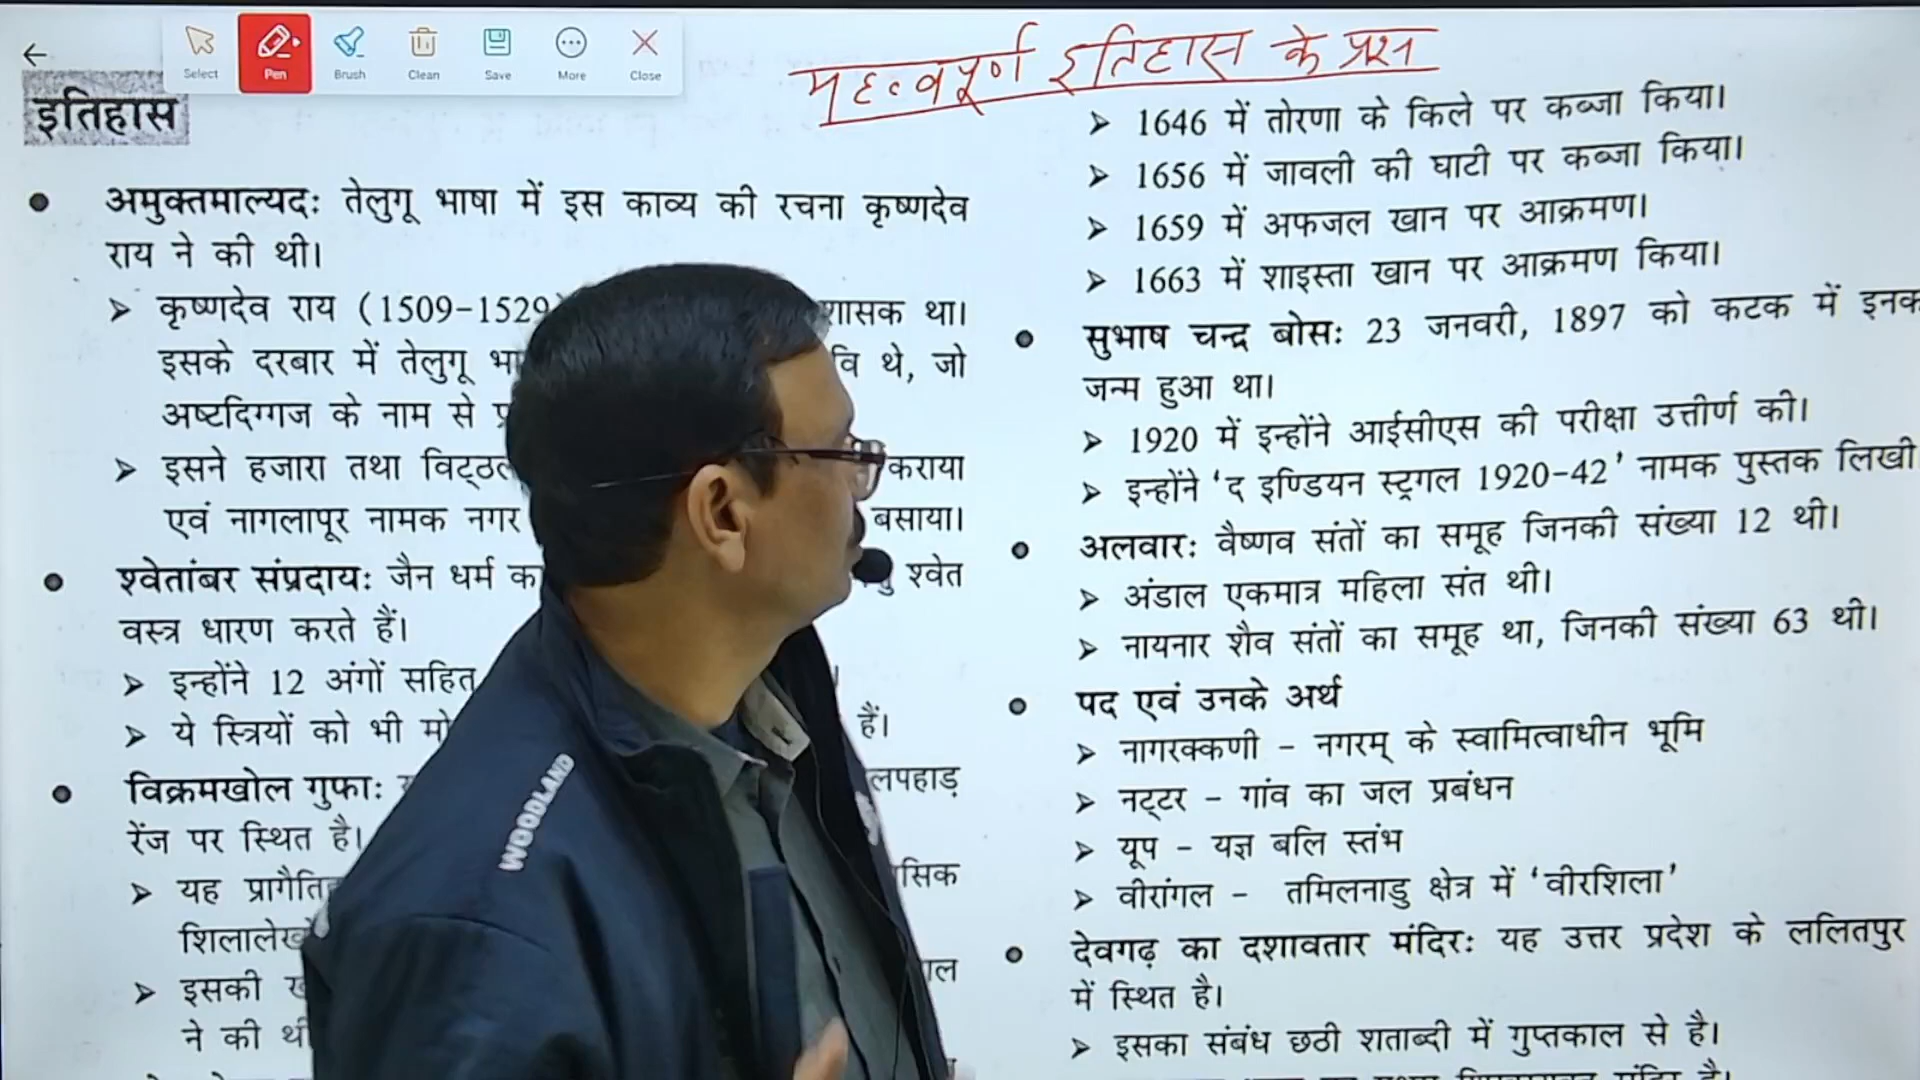 Select Pen Brush Clean Save More Close
महत्वपूर्ण इतिहास के प्रश्न
इतिहास
अमुक्तमाल्यदः तेलुगू भाषा में इस काव्य की रचना कृष्णदेव
राय ने की थी।
➤ कृष्णदेव राय (1509-1529 शासक था।
इसके दरबार में तेलुगू थे, जो
अष्टदिग्गज के नाम से
➤ इसने हजारा तथा कराया
एवं नागलापूर नामक नगर बसाया।
श्वेतांबर संप्रदायः जैन धर्म श्वेत
वस्त्र धारण करते हैं।
➤ इन्होंने 12 अंगों सहित
➤ ये स्त्रियों को भी हैं।
विक्रमखोल गुफाः
रेंज पर स्थित है।
➤ यह
➤ इसकी
ने की
WOODLAND
➤ 1646 में तोरणा के किले पर कब्जा किया।
➤ 1656 में जावली की घाटी पर कब्जा किया।
➤ 1659 में अफजल खान पर आक्रमण।
➤ 1663 में शाइस्ता खान पर आक्रमण किया।
सुभाष चन्द्र बोसः 23 जनवरी, 1897 को कटक में
जन्म हुआ था।
➤ 1920 में इन्होंने आईसीएस की परीक्षा उत्तीर्ण की।
➤ इन्होंने 'द इण्डियन स्ट्रगल 1920-42' नामक पुस्तक लिखी
अलवारः वैष्णव संतों का समूह जिनकी संख्या 12 थी।
➤ अंडाल एकमात्र महिला संत थी।
➤ नायनार शैव संतों का समूह था, जिनकी संख्या 63 थी।
पद एवं उनके अर्थ
➤ नागरक्कणी - नगरम् के स्वामित्वाधीन भूमि
➤ नट्टर - गांव का जल प्रबंधन
➤ यूप - यज्ञ बलि स्तंभ
➤ वीरांगल - तमिलनाडु क्षेत्र में 'वीरशिला'
देवगढ़ का दशावतार मंदिरः यह उत्तर प्रदेश के ललितपुर
में स्थित है।
➤ इसका संबंध छठी शताब्दी में गुप्तकाल से है।